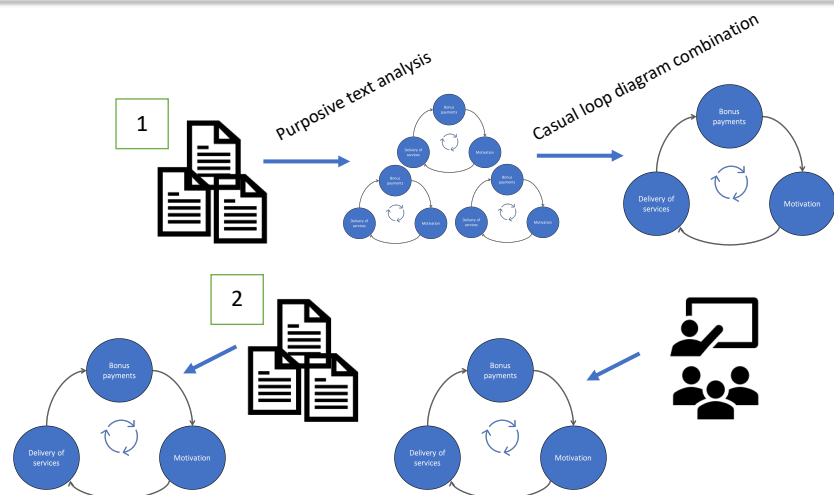 1
Purposive text analysis
Bonus
payments
Delivery of
services
Motivation
Bonus
payments
Delivery of
services
Motivation
Bonus
payments
Delivery of
services
Motivation
Casual loop diagram combination
Bonus
payments
Delivery of
services
Motivation
2
Bonus
payments
Delivery of
services
Motivation
Bonus
payments
Delivery of
services
Motivation